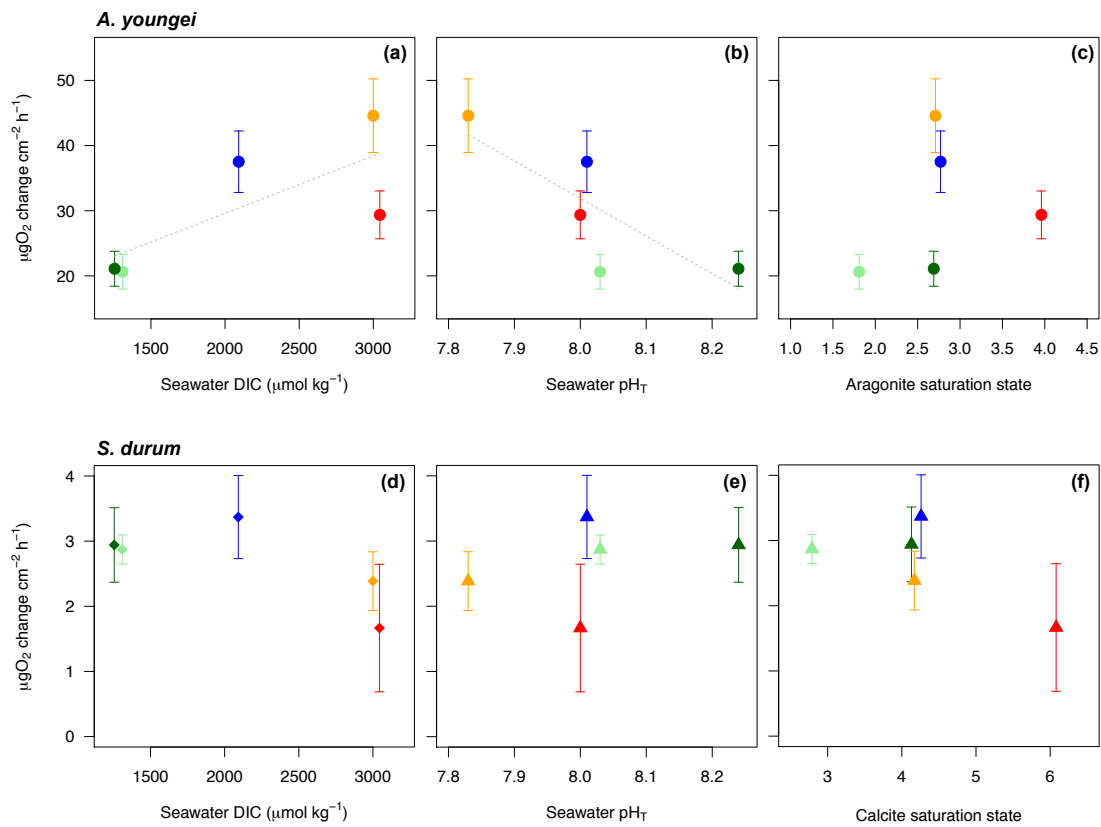 A. youngei
(a)
(b)
(c)
50
40
30
20
µgO₂ change cm⁻² h⁻¹)
1500 2000 2500 3000
7.8 7.9 8.0 8.1 8.2
1.0 1.5 2.0 2.5 3.0 3.5 4.0 4.5
Seawater DIC (µmol kg⁻¹)
Seawater pH_T
Aragonite saturation state
S. durum
(d)
(e)
(f)
4
3
2
1
0
µgO₂ change cm⁻² h⁻¹)
1500 2000 2500 3000
7.8 7.9 8.0 8.1 8.2
3 4 5 6
Seawater DIC (µmol kg⁻¹)
Seawater pH_T
Calcite saturation state